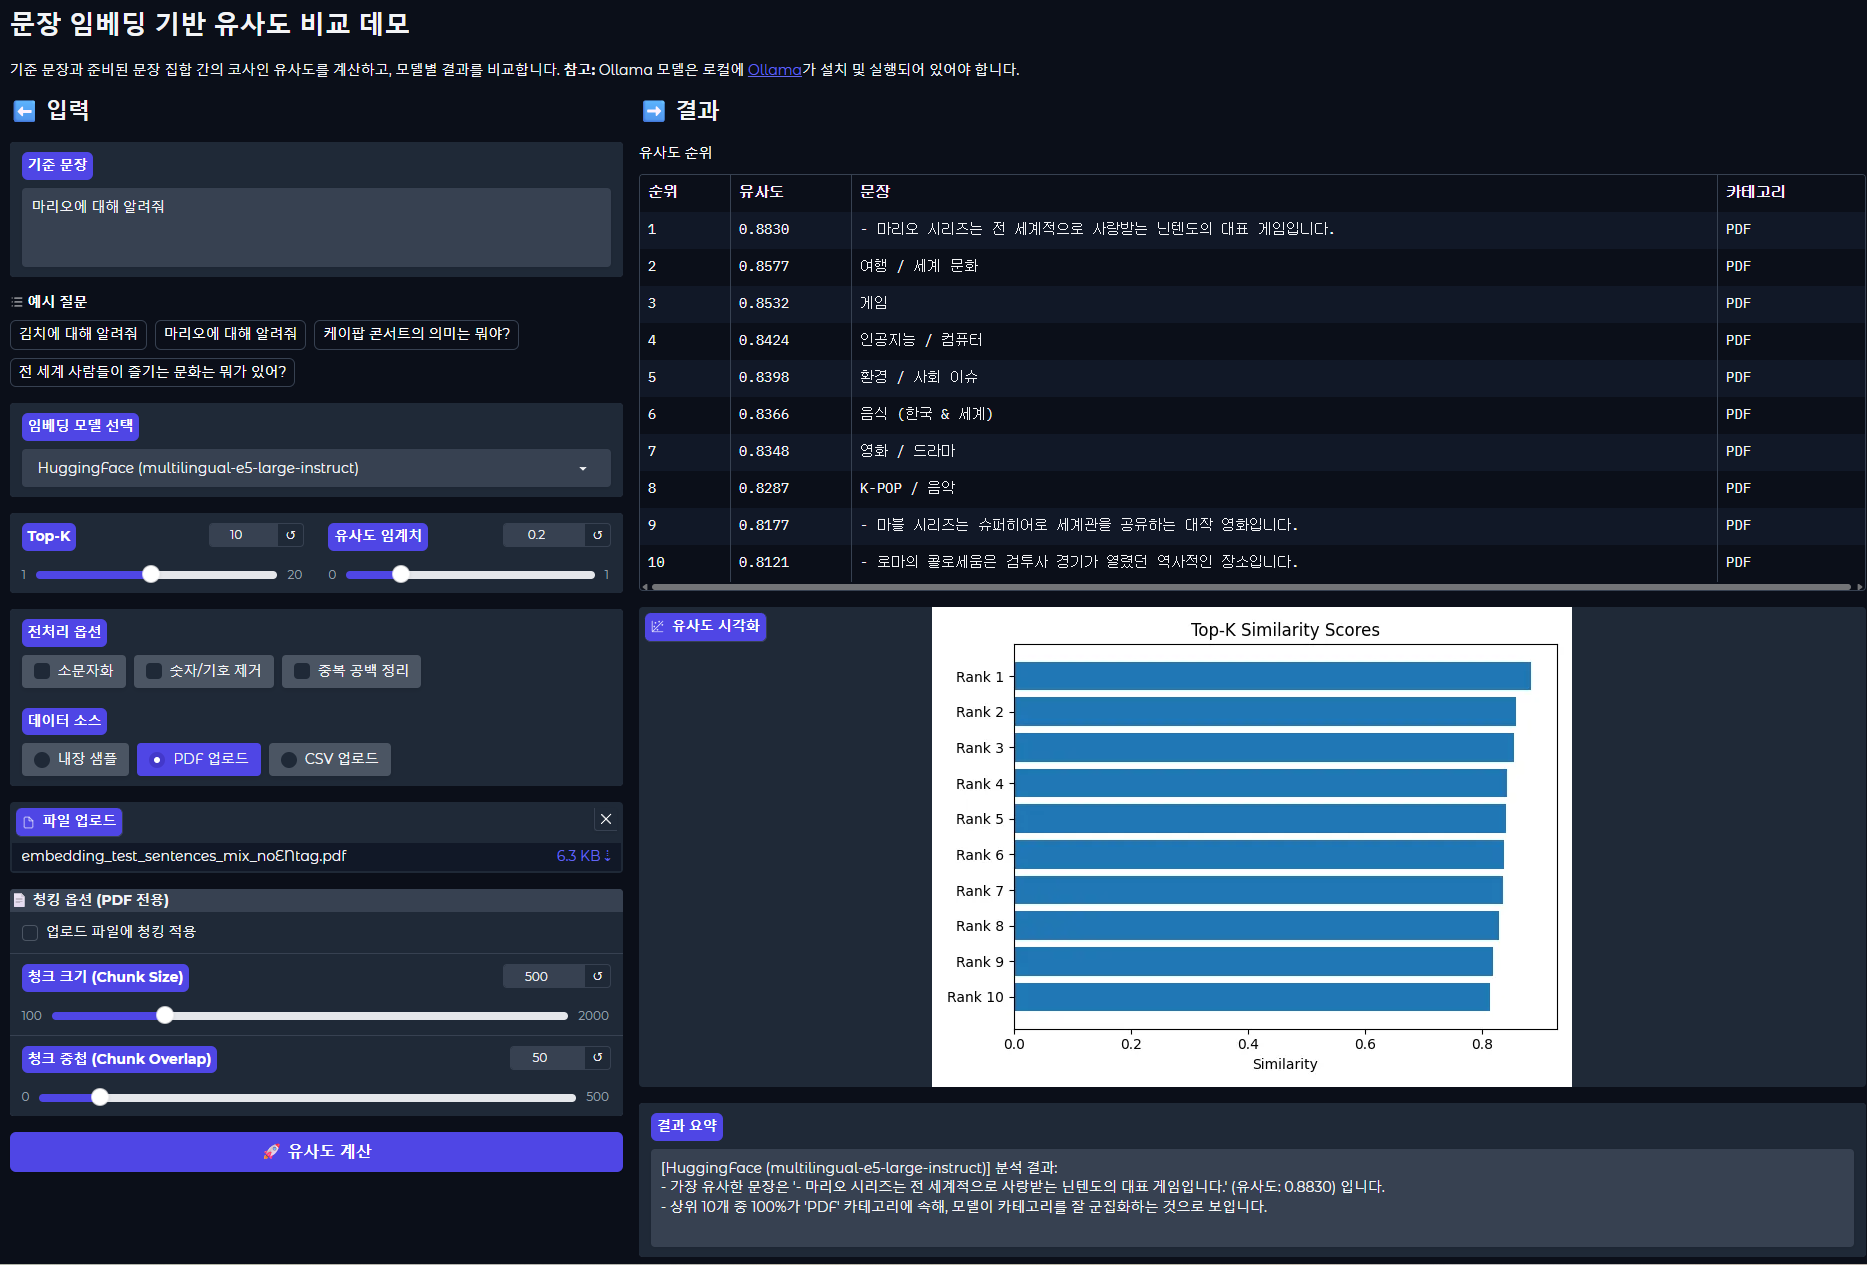 문장 임베딩 기반 유사도 비교 데모
기준 문장과 준비된 문장 집합 간의 코사인 유사도를 계산하고, 모델별 결과를 비교합니다. 참고: Ollama 모델은 로컬에 Ollama가 설치 및 실행되어 있어야 합니다.
입력
기준 문장
마리오에 대해 알려줘
예시 질문
김치에 대해 알려줘 마리오에 대해 알려줘 케이팝 콘서트의 의미는 뭐야?
전 세계 사람들이 즐기는 문화는 뭐가 있어?
임베딩 모델 선택
HuggingFace (multilingual-e5-large-instruct)
Top-K 10 ↺ 유사도 임계치 0.2 ↺
1 20 0 1
전처리 옵션
소문자화 숫자/기호 제거 중복 공백 정리
데이터 소스
내장 샘플 PDF 업로드 CSV 업로드
파일 업로드
embedding_test_sentences_mix_noENtag.pdf 6.3 KB ⇣
청킹 옵션 (PDF 전용)
업로드 파일에 청킹 적용
청크 크기 (Chunk Size) 500 ↺
100 2000
청크 중첩 (Chunk Overlap) 50 ↺
0 500
🚀 유사도 계산
결과
유사도 순위
순위 유사도 문장 카테고리
1 0.8830 - 마리오 시리즈는 전 세계적으로 사랑받는 닌텐도의 대표 게임입니다. PDF
2 0.8577 여행 / 세계 문화 PDF
3 0.8532 게임 PDF
4 0.8424 인공지능 / 컴퓨터 PDF
5 0.8398 환경 / 사회 이슈 PDF
6 0.8366 음식 (한국 & 세계) PDF
7 0.8348 영화 / 드라마 PDF
8 0.8287 K-POP / 음악 PDF
9 0.8177 - 마블 시리즈는 슈퍼히어로 세계관을 공유하는 대작 영화입니다. PDF
10 0.8121 - 로마의 콜로세움은 검투사 경기가 열렸던 역사적인 장소입니다. PDF
유사도 시각화
Top-K Similarity Scores
Rank 1
Rank 2
Rank 3
Rank 4
Rank 5
Rank 6
Rank 7
Rank 8
Rank 9
Rank 10
0.0 0.2 0.4 0.6 0.8
Similarity
결과 요약
[HuggingFace (multilingual-e5-large-instruct)] 분석 결과:
- 가장 유사한 문장은 '- 마리오 시리즈는 전 세계적으로 사랑받는 닌텐도의 대표 게임입니다.' (유사도: 0.8830) 입니다.
- 상위 10개 중 100%가 'PDF' 카테고리에 속해, 모델이 카테고리를 잘 군집화하는 것으로 보입니다.